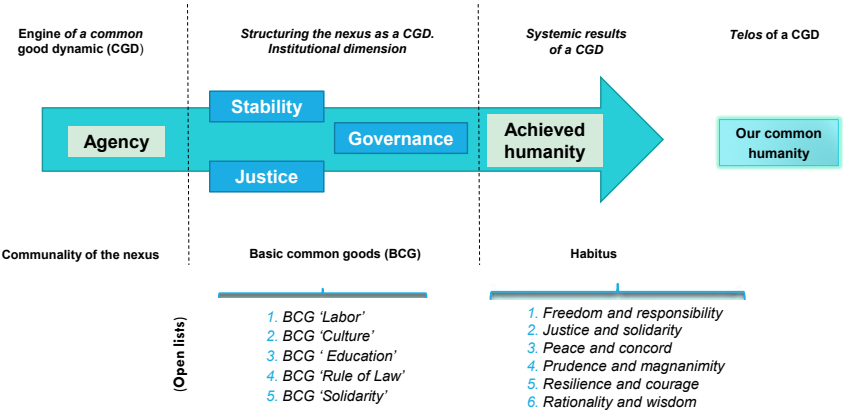 Engine of a common
good dynamic (CGD)
Structuring the nexus as a CGD.
Institutional dimension
Systemic results
of a CGD
Telos of a CGD
Stability
Agency
Governance
Justice
Achieved
humanity
Our common
humanity
Communality of the nexus
Basic common goods (BCG)
Habitus
(Open lists)
1. BCG ‘Labor’
2. BCG ‘Culture’
3. BCG ‘ Education’
4. BCG ‘Rule of Law’
5. BCG ‘Solidarity’
1. Freedom and responsibility
2. Justice and solidarity
3. Peace and concord
4. Prudence and magnanimity
5. Resilience and courage
6. Rationality and wisdom